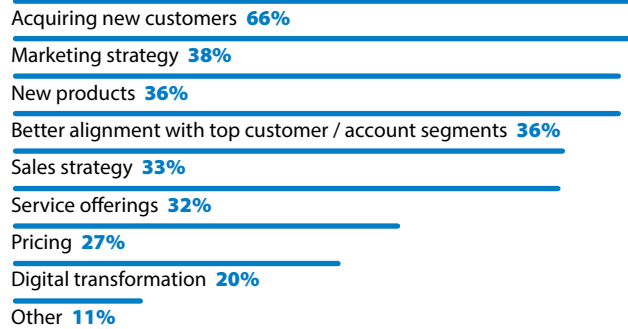 Acquiring new customers 66%
Marketing strategy 38%
New products 36%
Better alignment with top customer / account segments 36%
Sales strategy 33%
Service offerings 32%
Pricing 27%
Digital transformation 20%
Other 11%